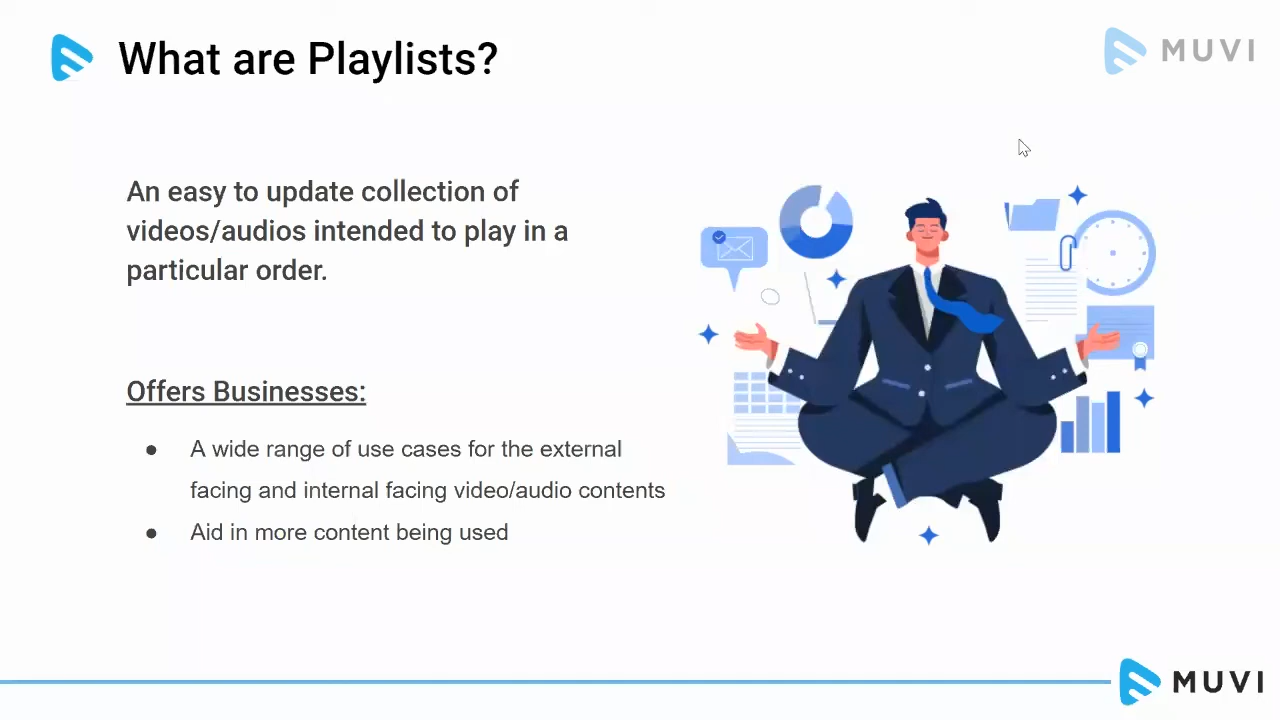 What are Playlists?
MUVI
An easy to update collection of
videos/audios intended to play in a
particular order.
Offers Businesses:
● A wide range of use cases for the external
facing and internal facing video/audio contents
● Aid in more content being used
MUVI